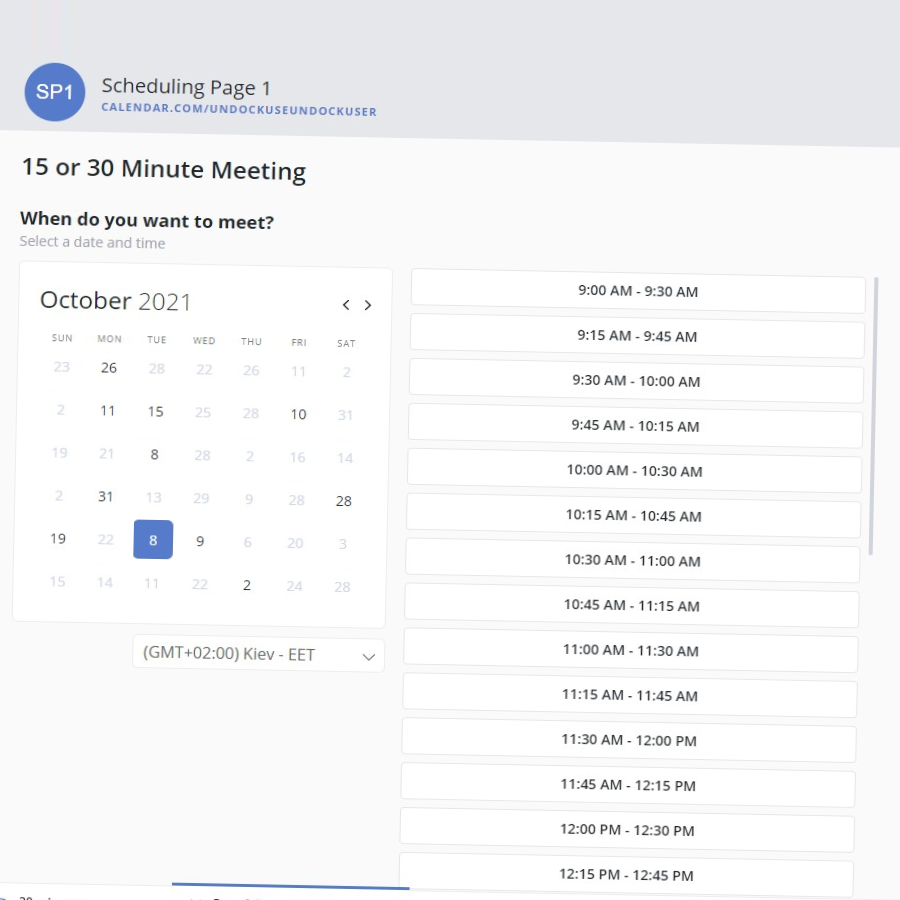 SP1
Scheduling Page 1
CALENDAR.COM/UNDOCKUSEUNDOCKUSER
15 or 30 Minute Meeting
When do you want to meet?
Select a date and time
October 2021
SUN MON TUE WED THU FRI SAT
23 26 28 22 26 11 2
2 11 15 25 28 10 31
19 21 8 28 2 16 14
2 31 13 29 9 28 28
19 22 8 9 6 20 3
15 14 11 22 2 24 28
(GMT+02:00) Kiev - EET
9:00 AM - 9:30 AM
9:15 AM - 9:45 AM
9:30 AM - 10:00 AM
9:45 AM - 10:15 AM
10:00 AM - 10:30 AM
10:15 AM - 10:45 AM
10:30 AM - 11:00 AM
10:45 AM - 11:15 AM
11:00 AM - 11:30 AM
11:15 AM - 11:45 AM
11:30 AM - 12:00 PM
11:45 AM - 12:15 PM
12:00 PM - 12:30 PM
12:15 PM - 12:45 PM